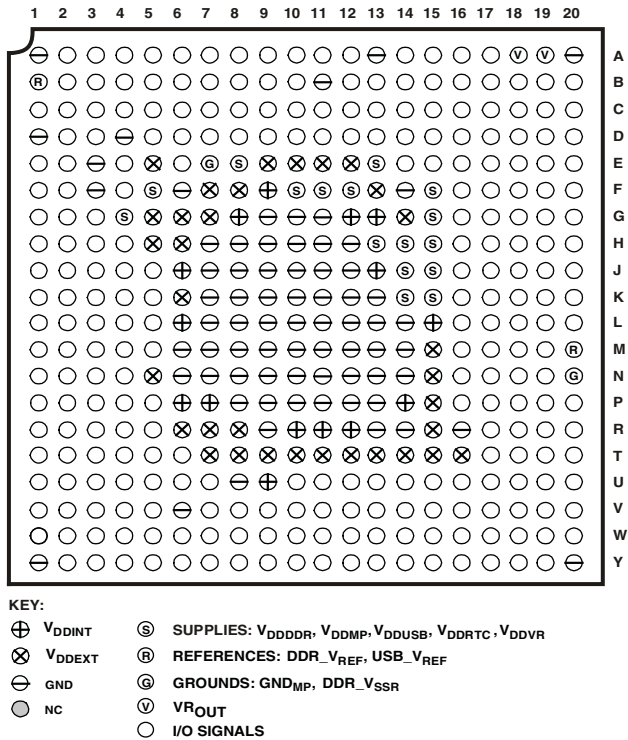 1 2 3 4 5 6 7 8 9 10 11 12 13 14 15 16 17 18 19 20
V V A
R B
C
D
G S S E
S S S S S F
S S G
S S S H
S S J
S S K
L
R M
G N
P
R
T
U
V
W
Y
KEY:
VDDINT S SUPPLIES: VDDDDR, VDDMP, VDDUSB, VDDRTC, VDDVR
VDDEXT R REFERENCES: DDR_VREF, USB_VREF
GND G GROUNDS: GNDMP, DDR_VSSR
NC V VROUT
I/O SIGNALS